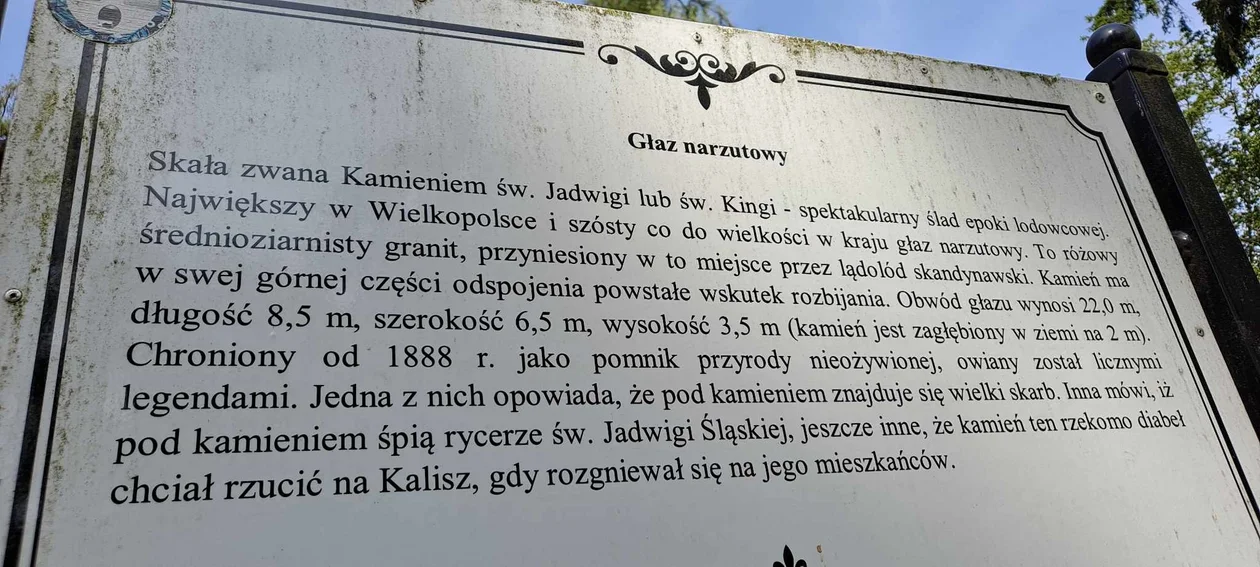 Głaz narzutowy
Skała zwana Kamieniem św. Jadwigi lub św. Kingi - spektakularny ślad epoki lodowcowej.
Największy w Wielkopolsce i szósty co do wielkości w kraju głaz narzutowy. To różowy
średnioziarnisty granit, przyniesiony w to miejsce przez lądolód skandynawski. Kamień ma
w swej górnej części odspojenia powstałe wskutek rozbijania. Obwód głazu wynosi 22,0 m,
długość 8,5 m, szerokość 6,5 m, wysokość 3,5 m (kamień jest zagłębiony w ziemi na 2 m).
Chroniony od 1888 r. jako pomnik przyrody nieożywionej, owiany został licznymi
legendami. Jedna z nich opowiada, że pod kamieniem znajduje się wielki skarb. Inna mówi, iż
pod kamieniem śpią rycerze św. Jadwigi Śląskiej, jeszcze inne, że kamień ten rzekomo diabeł
chciał rzucić na Kalisz, gdy rozgniewał się na jego mieszkańców.